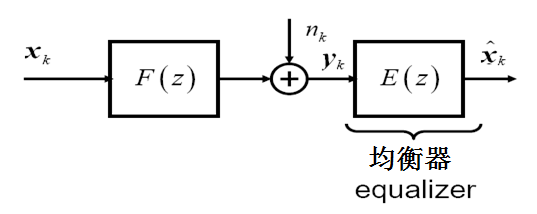 n_k
x_k F(z) + y_k E(z) x̂_k
均衡器
equalizer